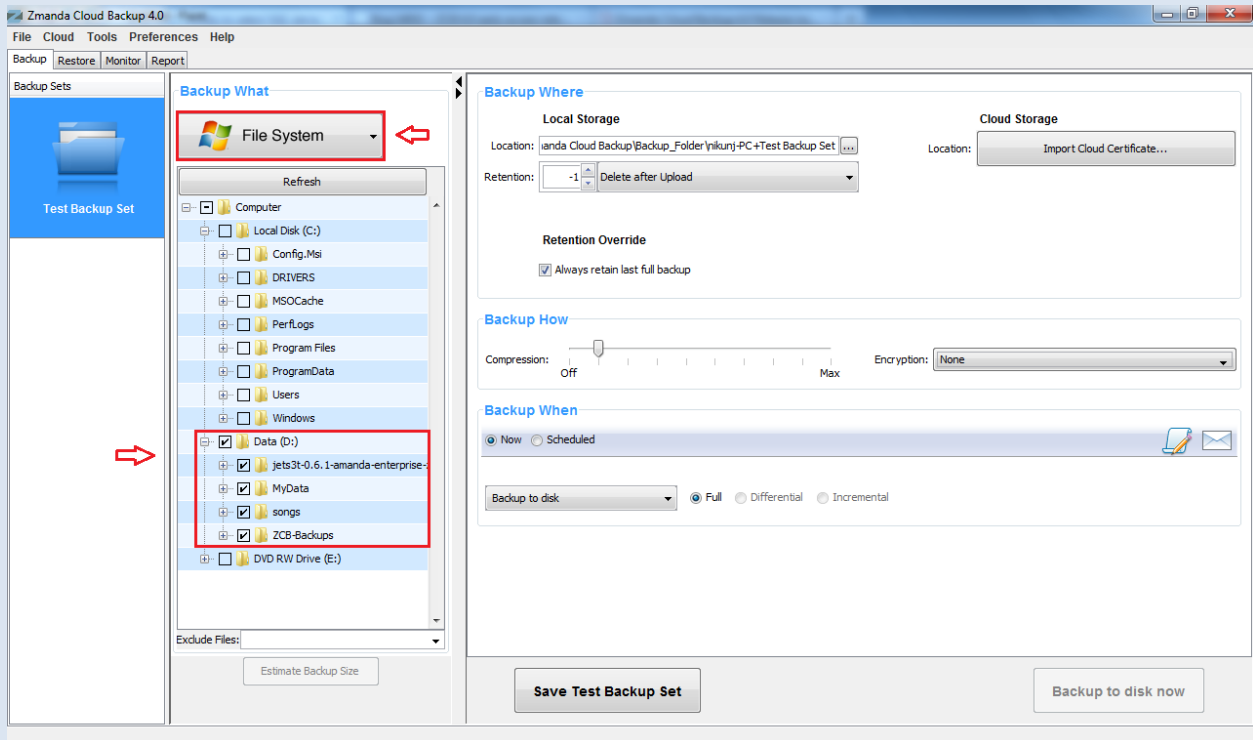 Zmanda Cloud Backup 4.0
File Cloud Tools Preferences Help
Backup Restore Monitor Report
Backup Sets
Test Backup Set
Backup What
File System
Refresh
Computer
Local Disk (C:)
Config.Msi
DRIVERS
MSOCache
PerfLogs
Program Files
ProgramData
Users
Windows
Data (D:)
jets3t-0.6.1-amanda-enterprise-
MyData
songs
ZCB-Backups
DVD RW Drive (E:)
Exclude Files:
Estimate Backup Size
Backup Where
Local Storage
Location: anda Cloud Backup\Backup_Folder\nikunj-PC+Test Backup Set ...
Retention: -1 Delete after Upload
Retention Override
Always retain last full backup
Cloud Storage
Location: Import Cloud Certificate...
Backup How
Compression: Off Max
Encryption: None
Backup When
Now Scheduled
Backup to disk Full Differential Incremental
Save Test Backup Set
Backup to disk now